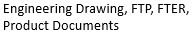 Engineering Drawing, FTP, FTER,
Product Documents